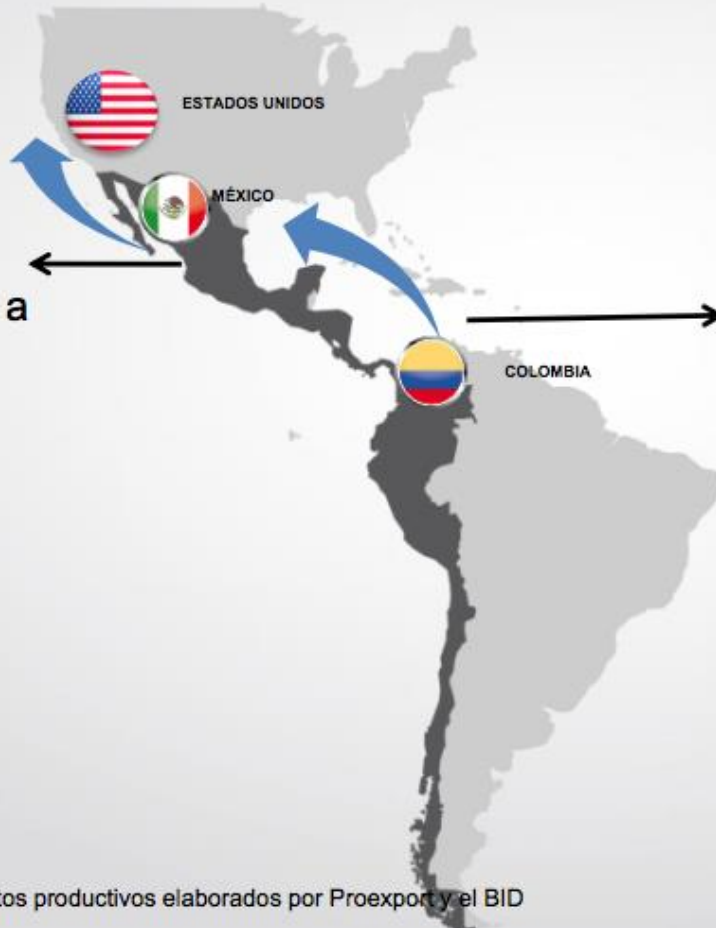 ESTADOS UNIDOS
MÉXICO
a
COLOMBIA
tos productivos elaborados por Proexport y el BID